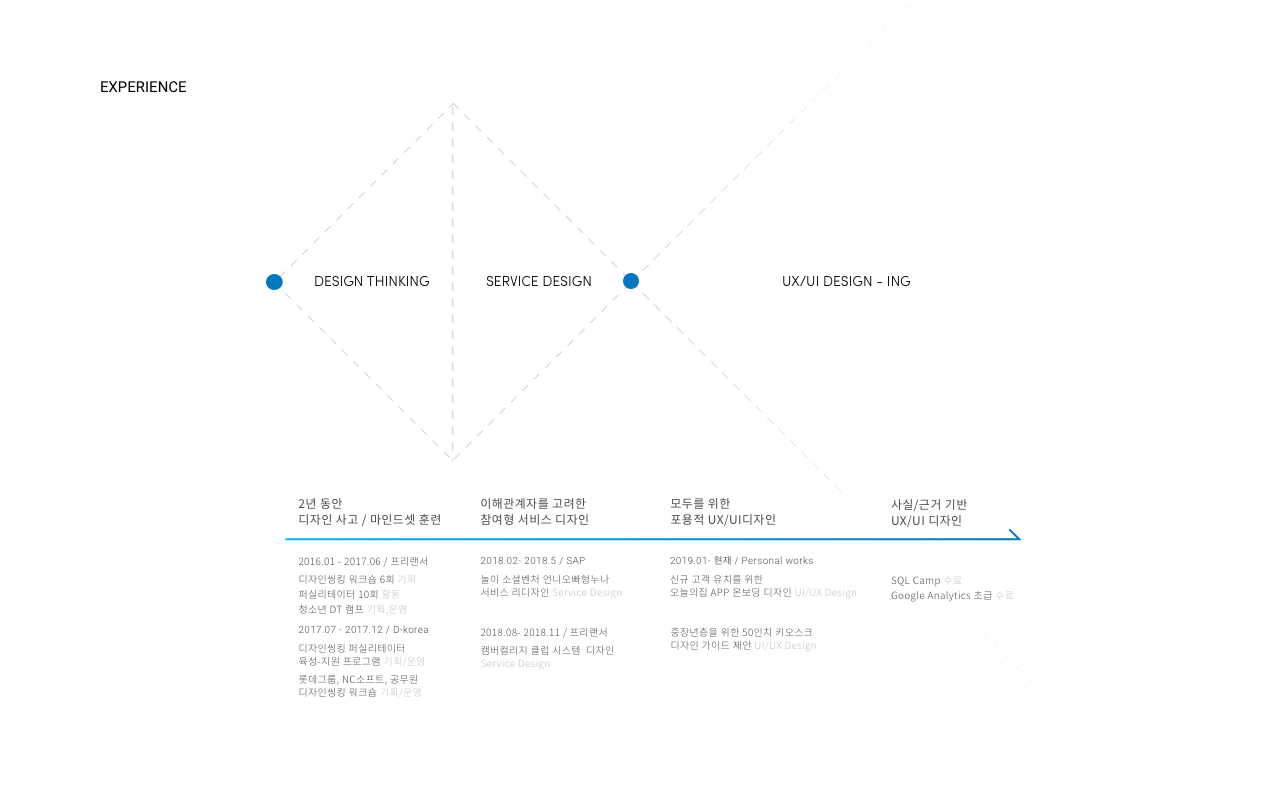 EXPERIENCE
DESIGN THINKING
SERVICE DESIGN
UX/UI DESIGN - ING
2년 동안
디자인 사고 / 마인드셋 훈련
이해관계자를 고려한
참여형 서비스 디자인
모두를 위한
포용적 UX/UI디자인
사실/근거 기반
UX/UI 디자인
2016.01 - 2017.06 / 프리랜서
디자인씽킹 워크숍 6회 기획
퍼실리테이터 10회 활동
청소년 DT 캠프 기획,운영
2017.07 - 2017.12 / D-korea
디자인씽킹 퍼실리테이터
육성-지원 프로그램 기획/운영
롯데그룹, NC소프트, 공무원
디자인씽킹 워크숍 기획/운영
2018.02- 2018.5 / SAP
놀이 소셜벤처 언니오빠형누나
서비스 리디자인 Service Design
2018.08- 2018.11 / 프리랜서
캠버컬리지 클럽 시스템 디자인
Service Design
2019.01- 현재 / Personal works
신규 고객 유치를 위한
오늘의집 APP 온보딩 디자인 UI/UX Design
중장년층을 위한 50인치 키오스크
디자인 가이드 제안 UI/UX Design
SQL Camp 수료
Google Analytics 초급 수료